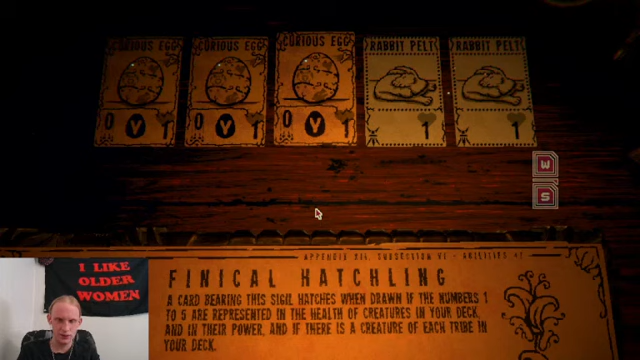 CURIOUS EGG CURIOUS EGG CURIOUS EGG RABBIT PELT RABBIT PELT
0 V 1 0 V 1 0 V 1 1 1
W
S
FINICAL HATCHLING
A CARD BEARING THIS SIGIL HATCHES WHEN DRAWN IF THE NUMBERS 1
TO 5 ARE REPRESENTED IN THE HEALTH OF CREATURES IN YOUR DECK,
AND IN THEIR POWER, AND IF THERE IS A CREATURE OF EACH TRIBE IN
YOUR DECK.
I LIKE
OLDER
WOMEN